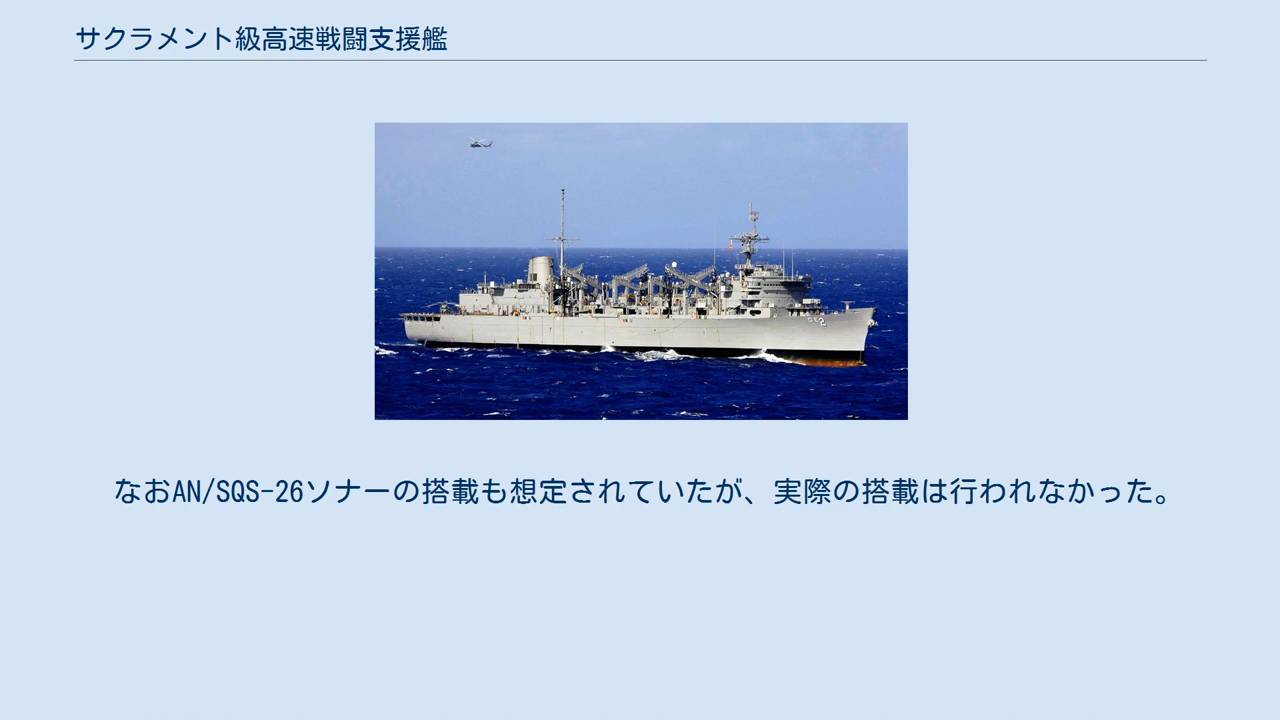 サクラメント級高速戦闘支援艦
なおAN/SQS-26ソナーの搭載も想定されていたが、実際の搭載は行われなかった。